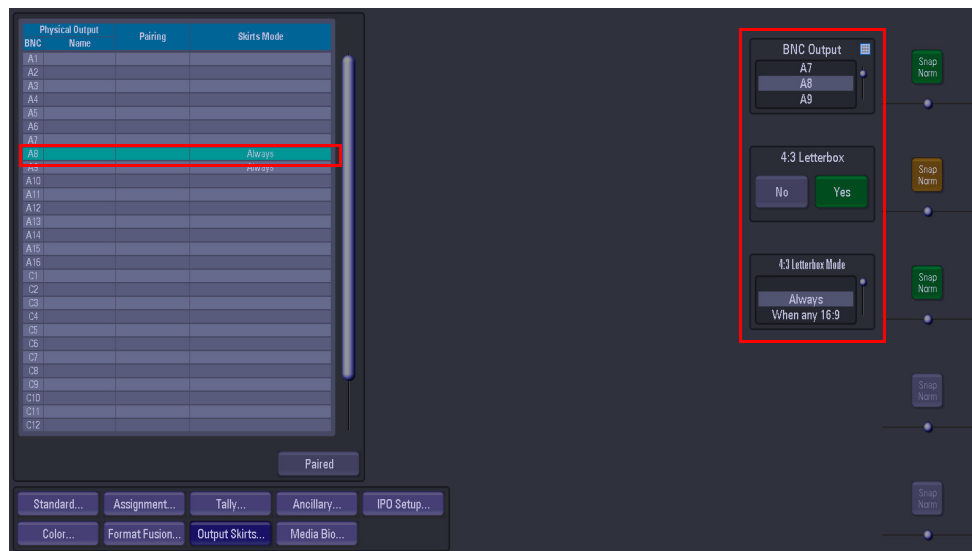 Physical Output
Pairing
Skirts Mode
BNC
Name
A1
A2
A3
A4
A5
A6
A7
A8 Always
A9 Always
A10
A11
A12
A13
A14
A15
A16
C1
C2
C3
C4
C5
C6
C7
C8
C9
C10
C11
C12
Paired
Standard... Assignment... Tally... Ancillary... IPO Setup...
Color... Format Fusion... Output Skirts... Media Bio...
BNC Output
A7
A8
A9
4:3 Letterbox
No Yes
4:3 Letterbox Mode
Always
When any 16:9
Snap
Norm
Snap
Norm
Snap
Norm
Snap
Norm
Snap
Norm